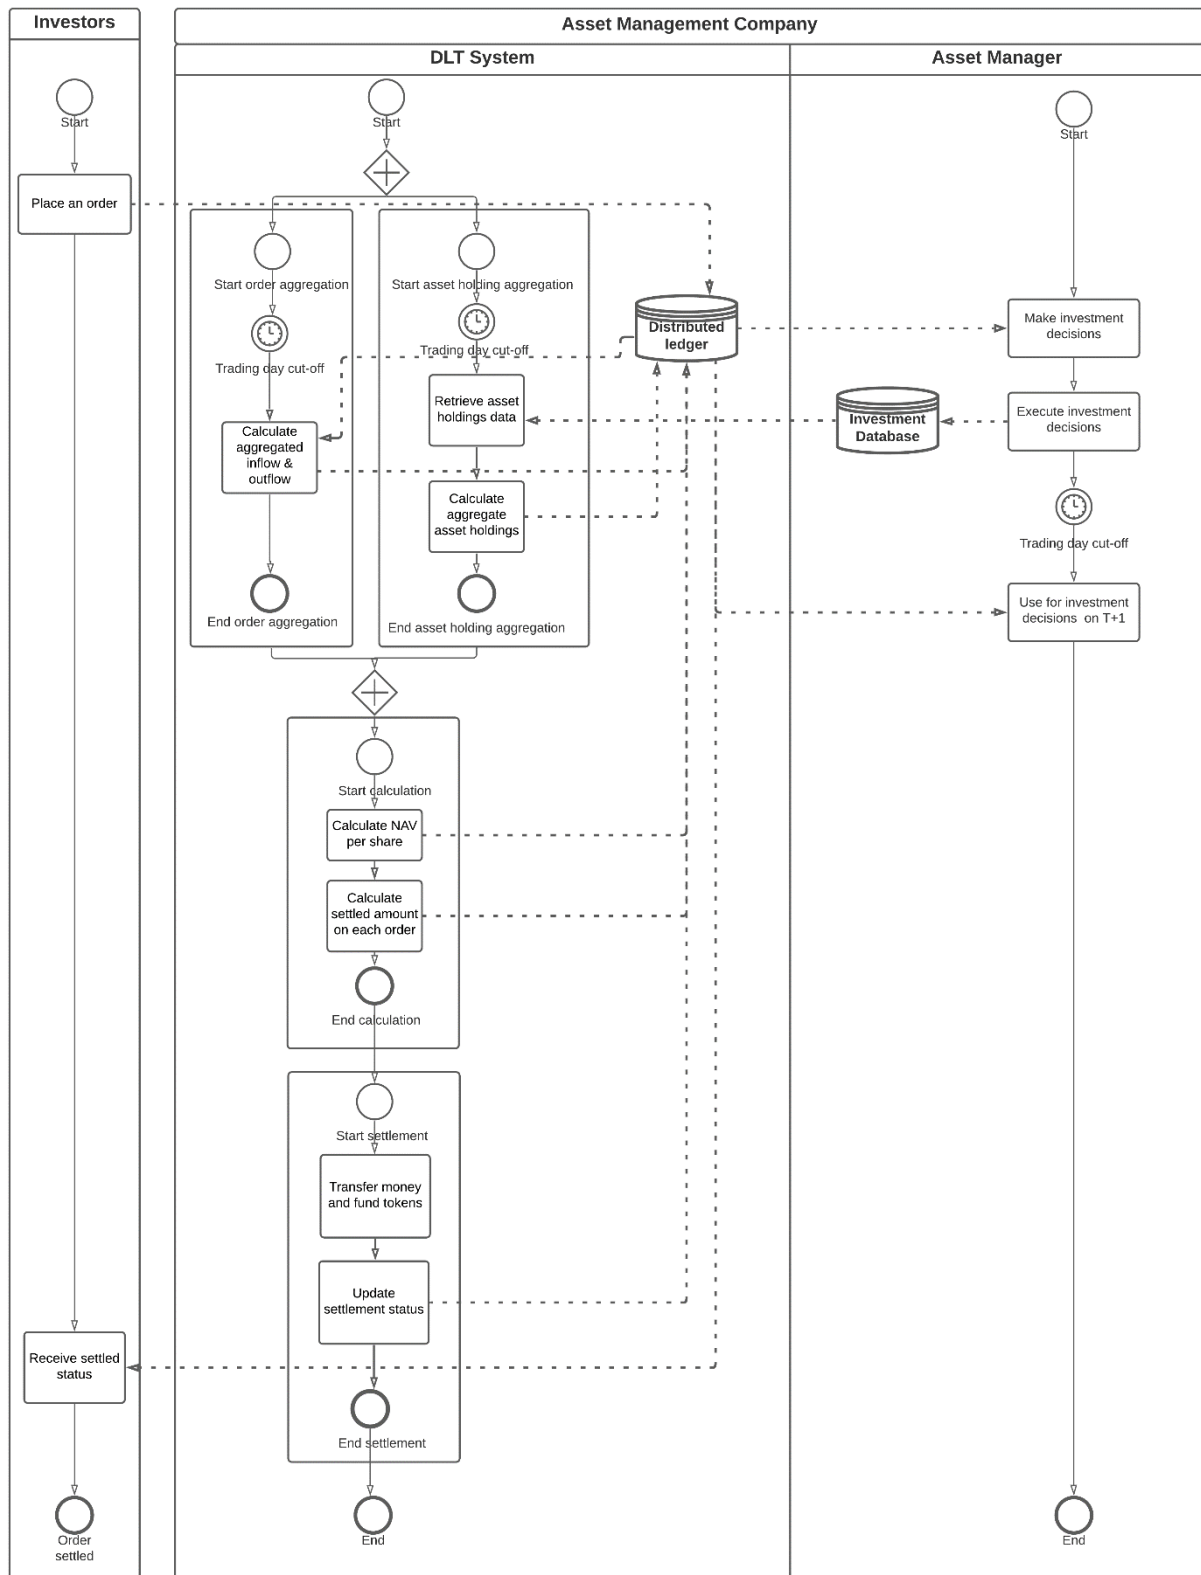 Investors
Asset Management Company
DLT System
Asset Manager
Start
Start
Start
Place an order
Start order aggregation
Start asset holding aggregation
Distributed
ledger
Make investment
decisions
Trading day cut-off
Trading day cut-off
Retrieve asset
holdings data
Investment
Database
Execute investment
decisions
Calculate
aggregated
inflow &
outflow
Calculate
aggregate
asset holdings
Trading day cut-off
Use for investment
decisions on T+1
End order aggregation
End asset holding aggregation
Start calculation
Calculate NAV
per share
Calculate
settled amount
on each order
End calculation
Start settlement
Transfer money
and fund tokens
Update
settlement status
Receive settled
status
End settlement
Order
settled
End
End